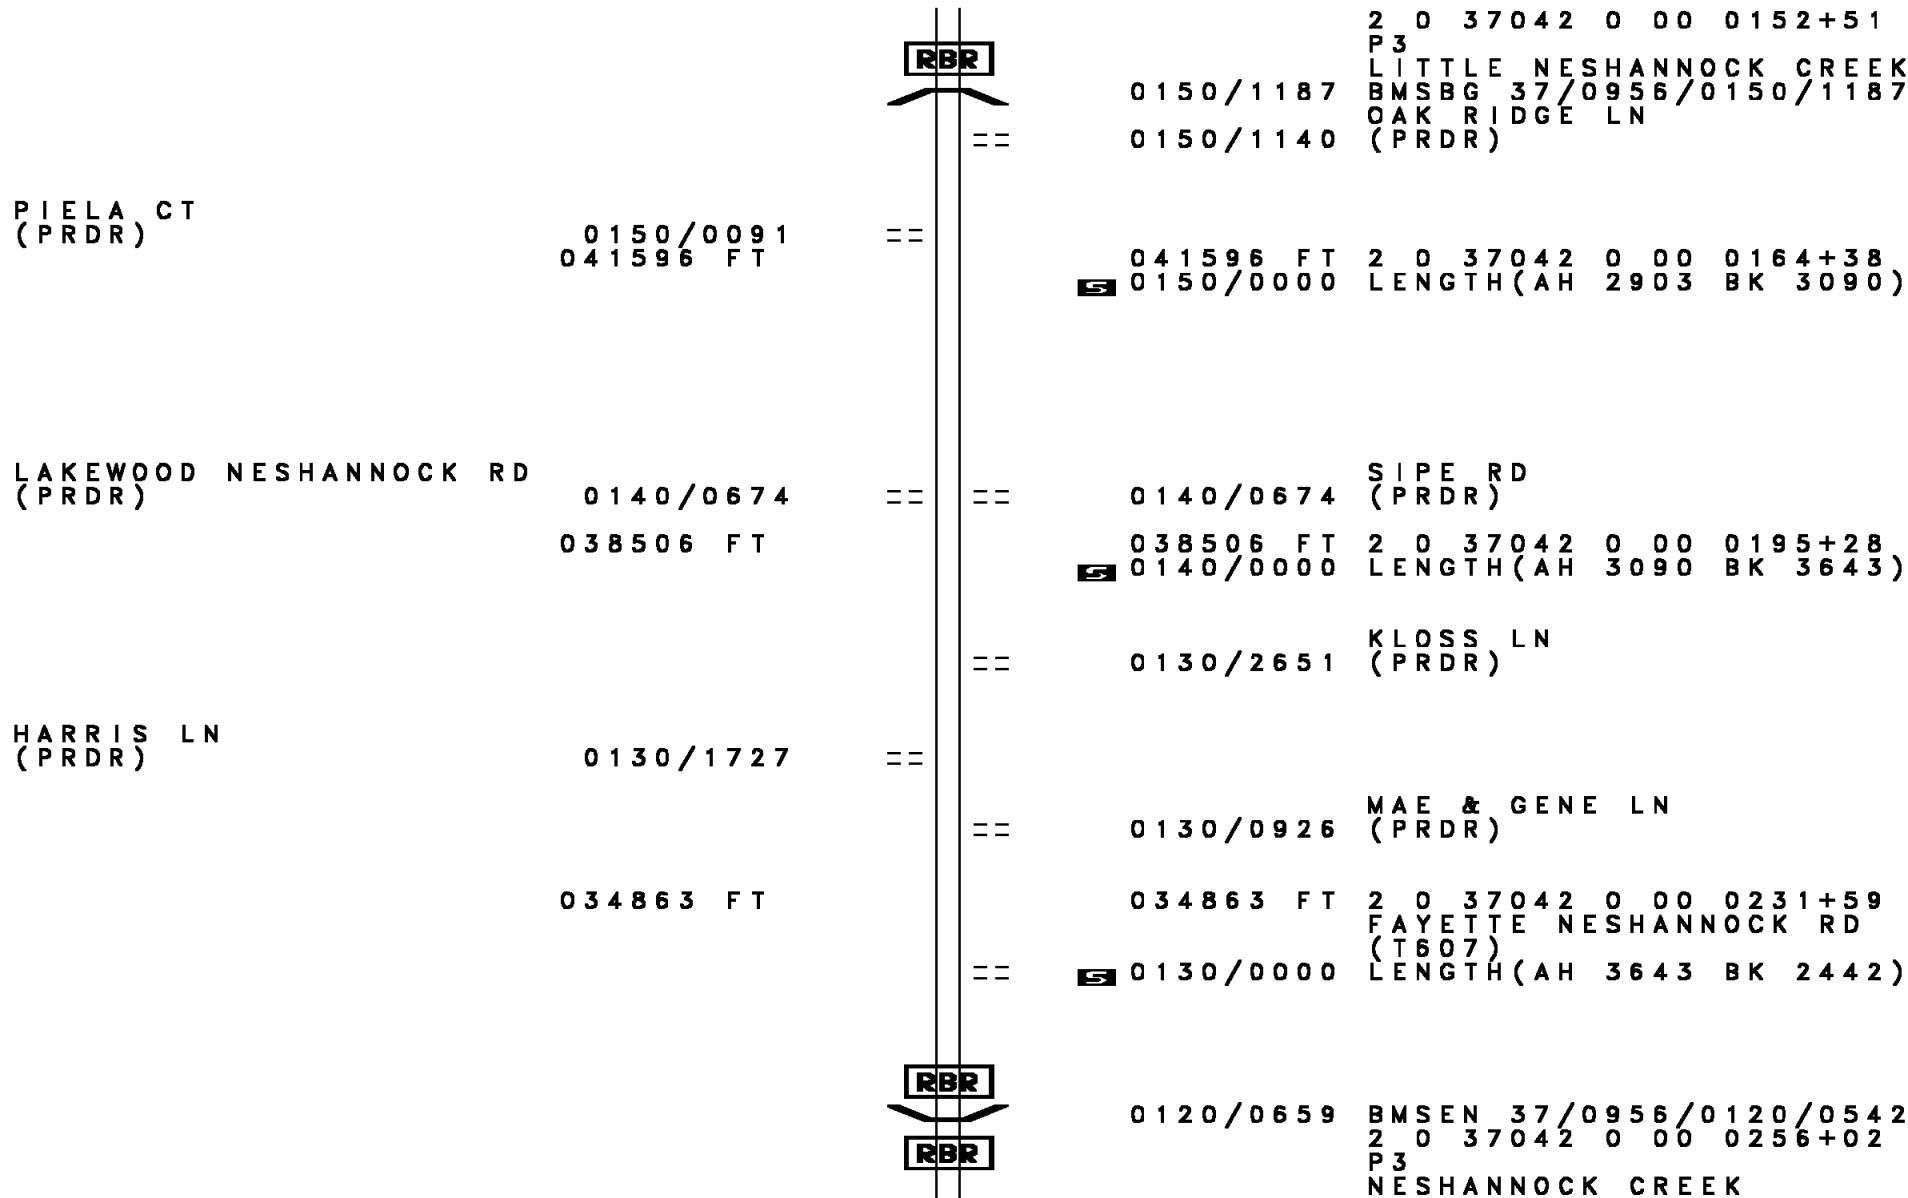 2 0 37042 0 00 0152+51
P3
RBR
LITTLE NESHANNOCK CREEK
0150/1187 BMSBG 37/0956/0150/1187
OAK RIDGE LN
== 0150/1140 (PRDR)
PIELA CT
(PRDR) 0150/0091 ==
041596 FT 041596 FT 2 0 37042 0 00 0164+38
S 0150/0000 LENGTH(AH 2903 BK 3090)
LAKEWOOD NESHANNOCK RD SIPE RD
(PRDR) 0140/0674 == == 0140/0674 (PRDR)
038506 FT 038506 FT 2 0 37042 0 00 0195+28
S 0140/0000 LENGTH(AH 3090 BK 3643)
KLOSS LN
== 0130/2651 (PRDR)
HARRIS LN
(PRDR) 0130/1727 ==
MAE & GENE LN
== 0130/0926 (PRDR)
034863 FT 034863 FT 2 0 37042 0 00 0231+59
FAYETTE NESHANNOCK RD
(T607)
== S 0130/0000 LENGTH(AH 3643 BK 2442)
RBR
0120/0659 BMSEN 37/0956/0120/0542
2 0 37042 0 00 0256+02
RBR
P3
NESHANNOCK CREEK